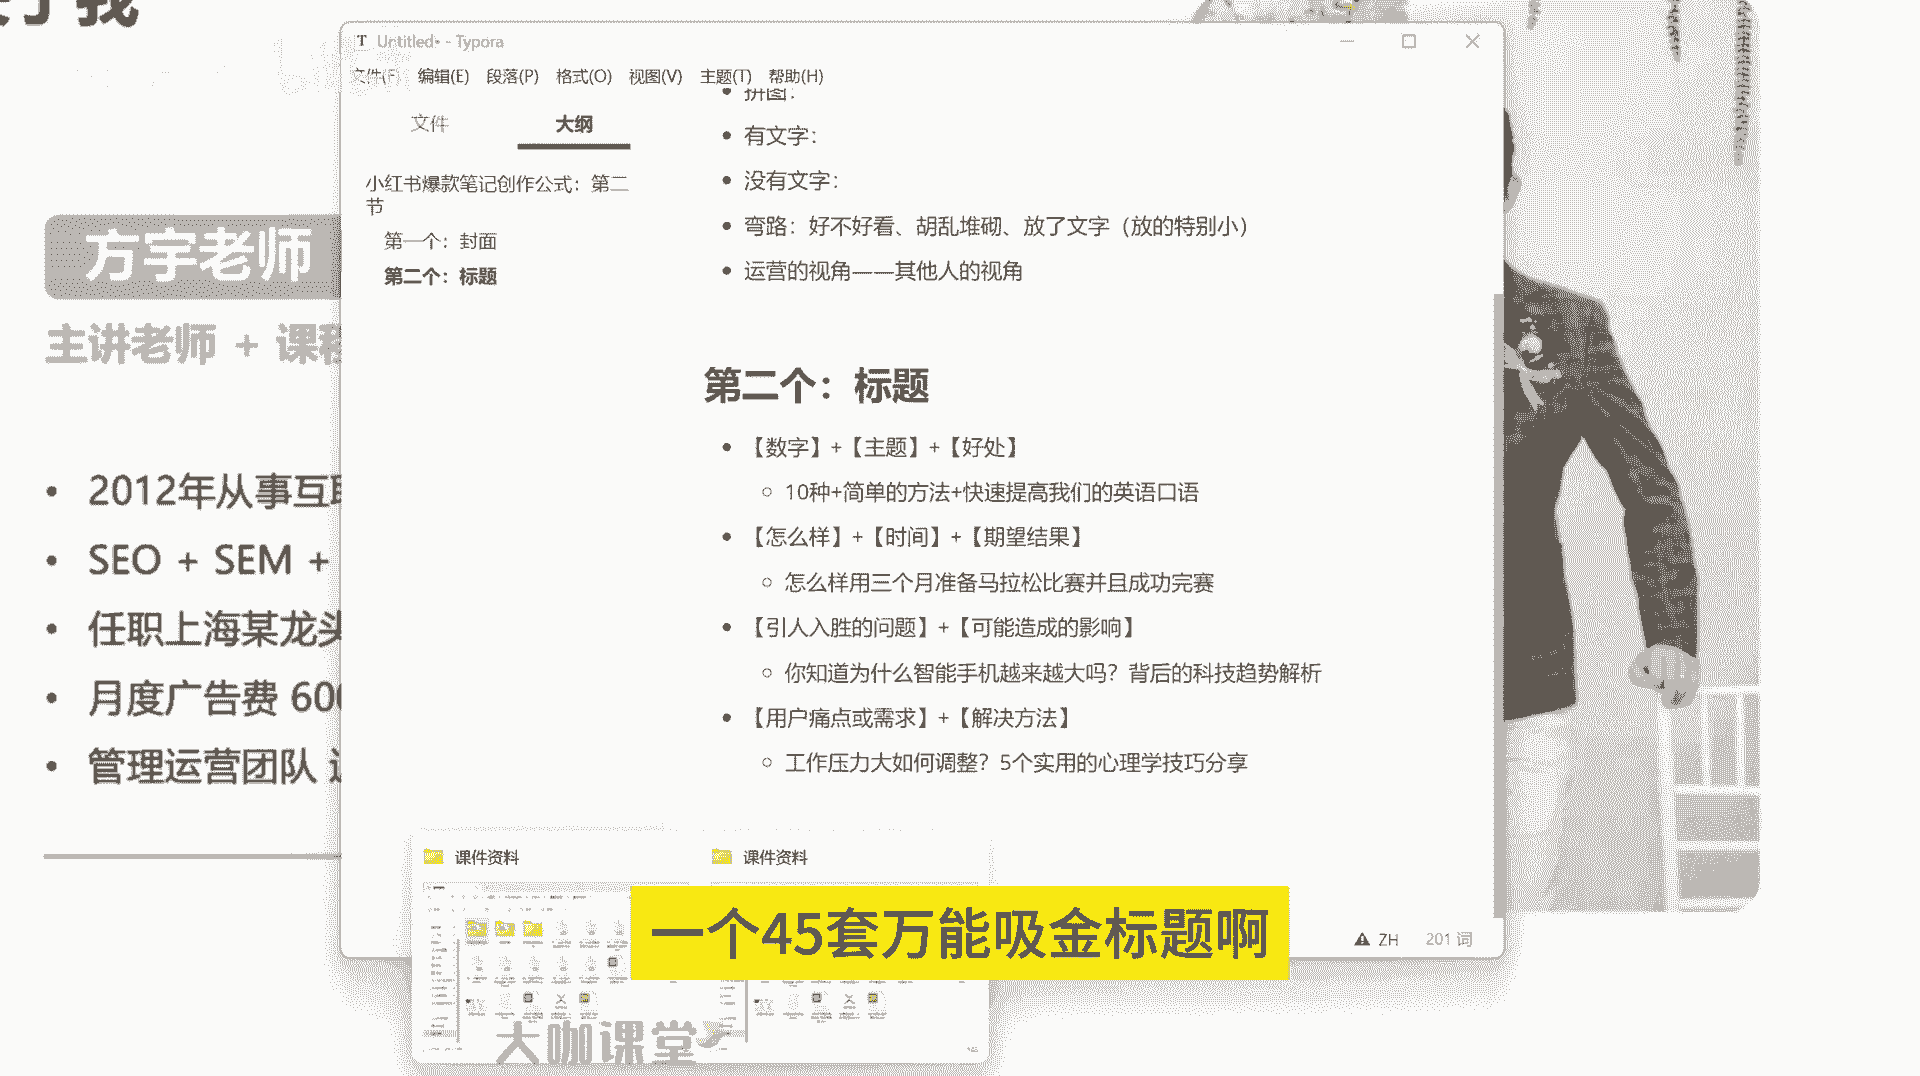 我
T Untitled• - Typora
文件(F) 编辑(E) 段落(P) 格式(O) 视图(V) 主题(T) 帮助(H)
文件 大纲
小红书爆款笔记创作公式：第二
节
第一个：封面
第二个：标题
拼图：
有文字：
没有文字：
弯路：好不好看、胡乱堆砌、放了文字（放的特别小）
运营的视角——其他人的视角
第二个：标题
【数字】+【主题】+【好处】
10种+简单的方法+快速提高我们的英语口语
【怎么样】+【时间】+【期望结果】
怎么样用三个月准备马拉松比赛并且成功完赛
【引人入胜的问题】+【可能造成的影响】
你知道为什么智能手机越来越大吗？背后的科技趋势解析
【用户痛点或需求】+【解决方法】
工作压力大如何调整？5个实用的心理学技巧分享
ZH 201 词
方宇老师
主讲老师 + 课程
2012年从事互联
SEO + SEM +
任职上海某龙头
月度广告费 600
管理运营团队
课件资料 课件资料
一个45套万能吸金标题啊
大咖课堂